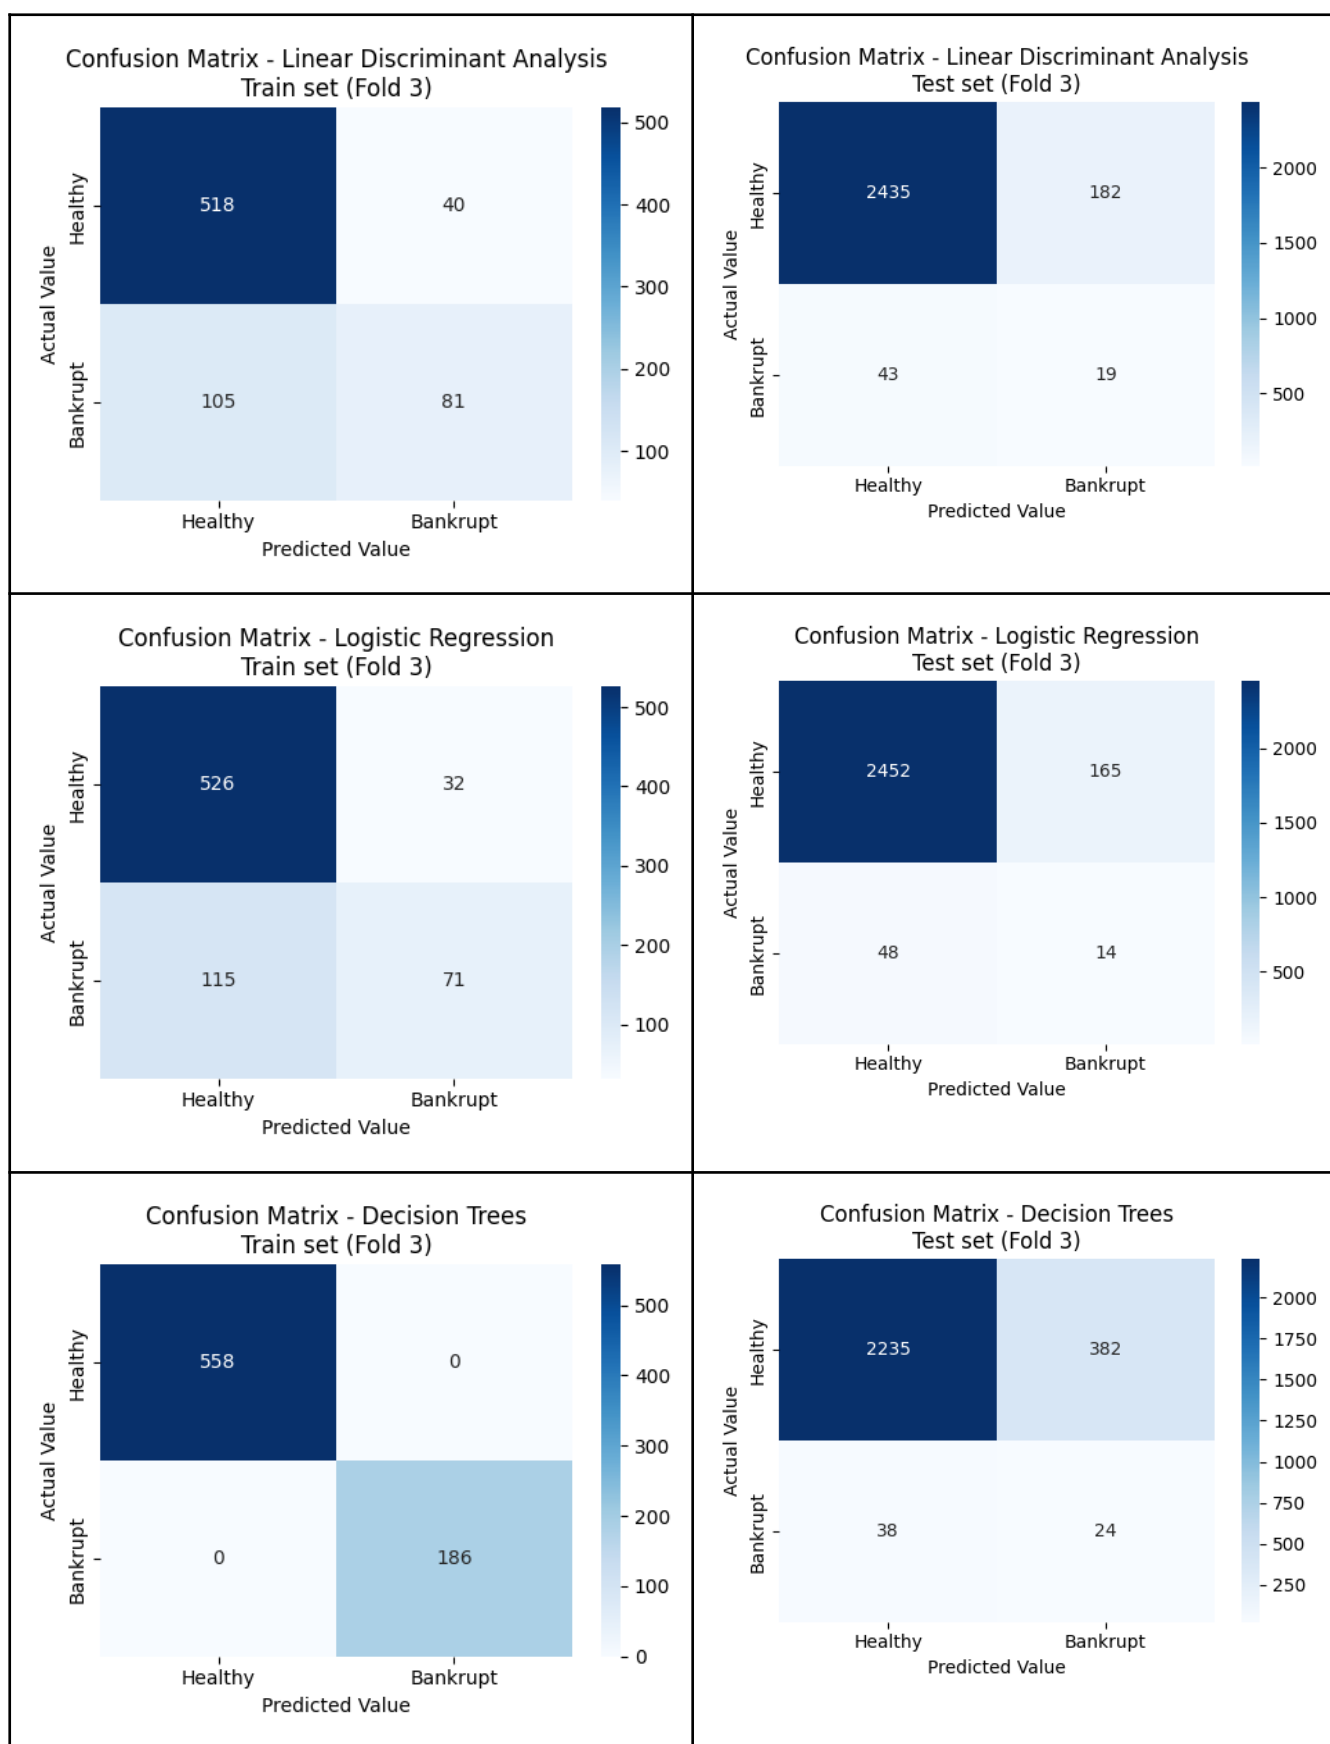 Confusion Matrix - Linear Discriminant Analysis
Train set (Fold 3)
500
400
300
200
100
Healthy
Bankrupt
Actual Value
518
40
105
81
Healthy
Bankrupt
Predicted Value
Confusion Matrix - Linear Discriminant Analysis
Test set (Fold 3)
2000
1500
1000
500
Healthy
Bankrupt
Actual Value
2435
182
43
19
Healthy
Bankrupt
Predicted Value
Confusion Matrix - Logistic Regression
Train set (Fold 3)
500
400
300
200
100
Healthy
Bankrupt
Actual Value
526
32
115
71
Healthy
Bankrupt
Predicted Value
Confusion Matrix - Logistic Regression
Test set (Fold 3)
2000
1500
1000
500
Healthy
Bankrupt
Actual Value
2452
165
48
14
Healthy
Bankrupt
Predicted Value
Confusion Matrix - Decision Trees
Train set (Fold 3)
500
400
300
200
100
0
Healthy
Bankrupt
Actual Value
558
0
0
186
Healthy
Bankrupt
Predicted Value
Confusion Matrix - Decision Trees
Test set (Fold 3)
2000
1750
1500
1250
1000
750
500
250
Healthy
Bankrupt
Actual Value
2235
382
38
24
Healthy
Bankrupt
Predicted Value